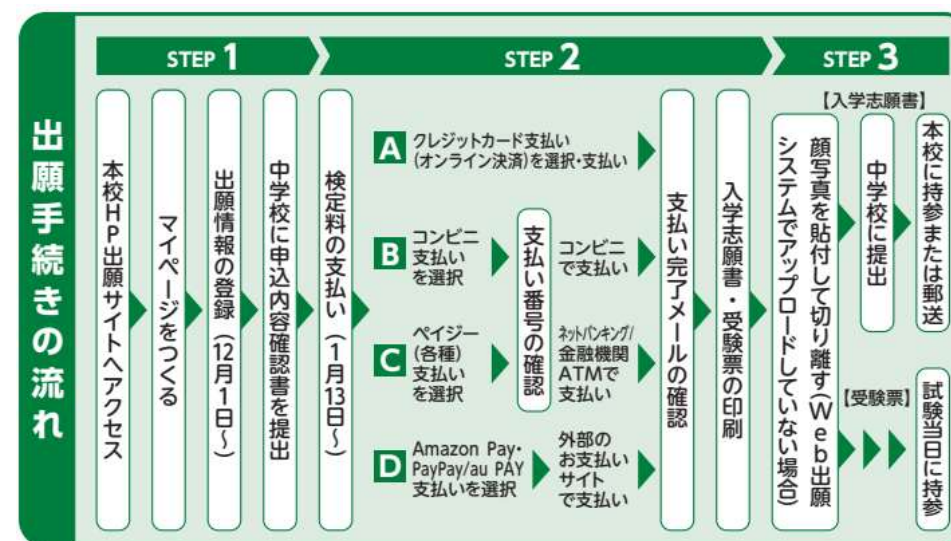 出願手続きの流れ
STEP 1
本校HP出願サイトへアクセス
マイページをつくる
出願情報の登録（12月1日～）
中学校に申込内容確認書を提出
STEP 2
検定料の支払い（1月13日～）
A クレジットカード支払い
(オンライン決済)を選択・支払い
B コンビニ
支払い
を選択
C ペイジー
(各種)
支払い
を選択
支払い番号の確認
コンビニ
で支払い
ネットバンキング/
金融機関
ATMで
支払い
D Amazon Pay・
PayPay/au PAY
支払いを選択
外部の
お支払い
サイト
で支払い
支払い完了メールの確認
入学志願書・受験票の印刷
STEP 3
顔写真を貼付して切り離す(Web出願
システムでアップロードしていない場合)
【入学志願書】
中学校に提出
本校に持参または郵送
【受験票】
試験当日に持参